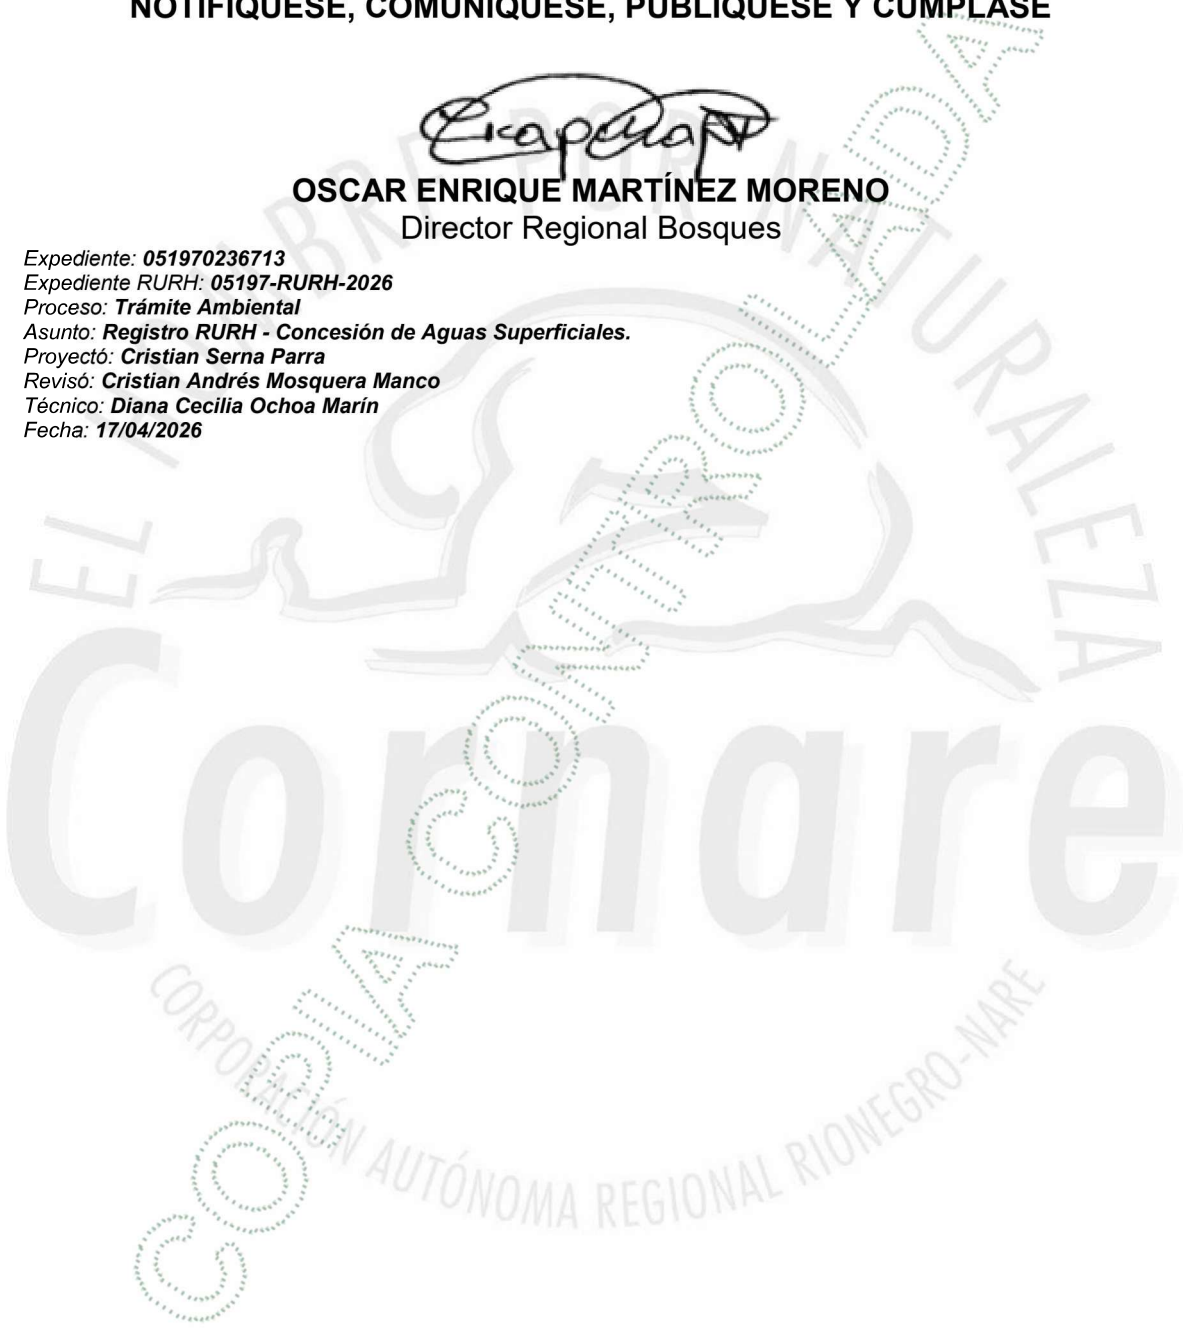 NOTIFÍQUESE, COMUNÍQUESE, PUBLÍQUESE Y CÚMPLASE
OSCAR ENRIQUE MARTÍNEZ MORENO
Director Regional Bosques
Expediente: 051970236713
Expediente RURH: 05197-RURH-2026
Proceso: Trámite Ambiental
Asunto: Registro RURH - Concesión de Aguas Superficiales.
Proyectó: Cristian Serna Parra
Revisó: Cristian Andrés Mosquera Manco
Técnico: Diana Cecilia Ochoa Marín
Fecha: 17/04/2026
EL HOMBRE POR NATURALEZA
Cornare
CORPORACIÓN AUTÓNOMA REGIONAL RIONEGRO-NARE
COPIA CONTROLADA